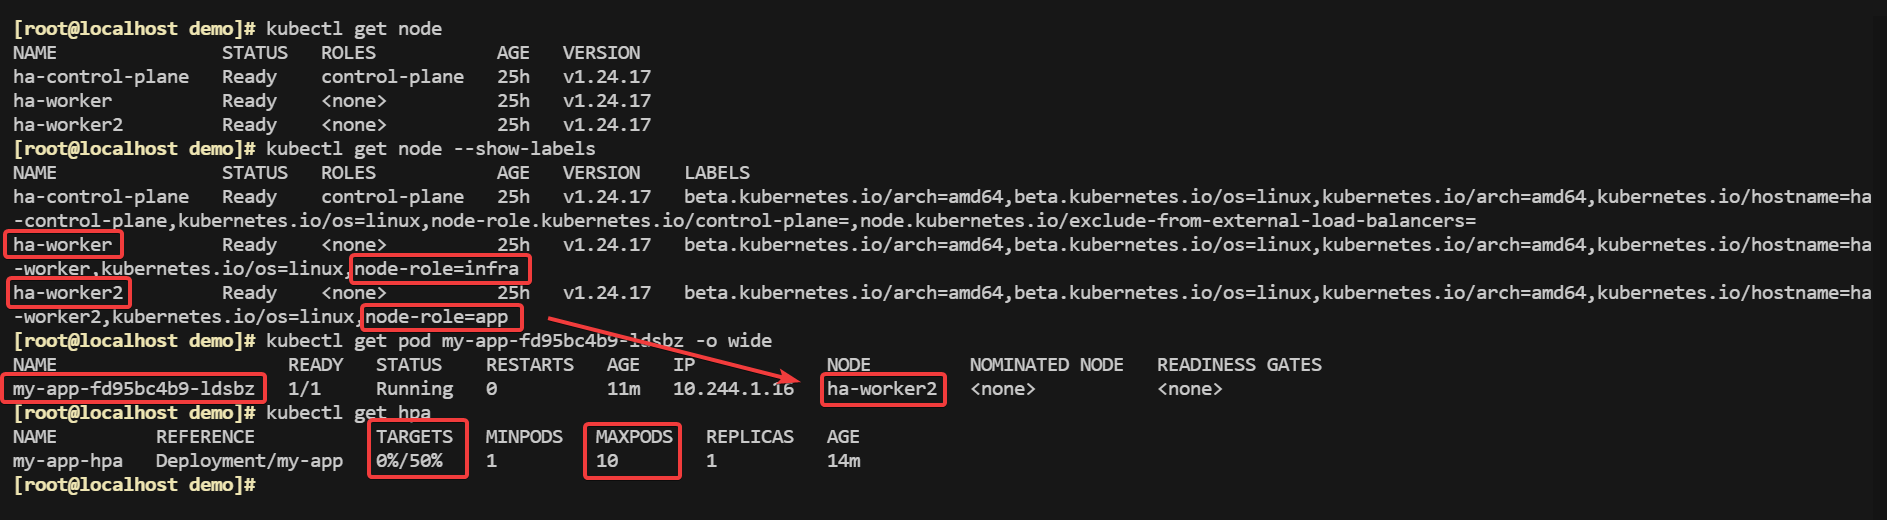 [root@localhost demo]# kubectl get node
NAME               STATUS   ROLES           AGE   VERSION
ha-control-plane   Ready    control-plane   25h   v1.24.17
ha-worker          Ready    <none>          25h   v1.24.17
ha-worker2         Ready    <none>          25h   v1.24.17
[root@localhost demo]# kubectl get node --show-labels
NAME               STATUS   ROLES           AGE   VERSION    LABELS
ha-control-plane   Ready    control-plane   25h   v1.24.17   beta.kubernetes.io/arch=amd64,beta.kubernetes.io/os=linux,kubernetes.io/arch=amd64,kubernetes.io/hostname=ha
-control-plane,kubernetes.io/os=linux,node-role.kubernetes.io/control-plane=,node.kubernetes.io/exclude-from-external-load-balancers=
ha-worker          Ready    <none>          25h   v1.24.17   beta.kubernetes.io/arch=amd64,beta.kubernetes.io/os=linux,kubernetes.io/arch=amd64,kubernetes.io/hostname=ha
-worker,kubernetes.io/os=linux,node-role=infra
ha-worker2         Ready    <none>          25h   v1.24.17   beta.kubernetes.io/arch=amd64,beta.kubernetes.io/os=linux,kubernetes.io/arch=amd64,kubernetes.io/hostname=ha
-worker2,kubernetes.io/os=linux,node-role=app
[root@localhost demo]# kubectl get pod my-app-fd95bc4b9-ldsbz -o wide
NAME                     READY   STATUS    RESTARTS   AGE   IP            NODE         NOMINATED NODE   READINESS GATES
my-app-fd95bc4b9-ldsbz   1/1     Running   0          11m   10.244.1.16   ha-worker2   <none>           <none>
[root@localhost demo]# kubectl get hpa
NAME         REFERENCE           TARGETS   MINPODS   MAXPODS   REPLICAS   AGE
my-app-hpa   Deployment/my-app   0%/50%    1         10        1          14m
[root@localhost demo]#